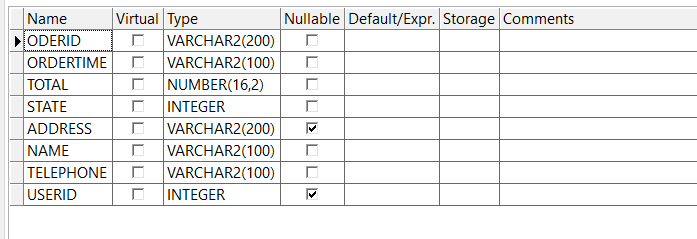 Name Virtual Type Nullable Default/Expr. Storage Comments
ODERID VARCHAR2(200)
ORDERTIME VARCHAR2(100)
TOTAL NUMBER(16,2)
STATE INTEGER
ADDRESS VARCHAR2(200)
NAME VARCHAR2(100)
TELEPHONE VARCHAR2(100)
USERID INTEGER